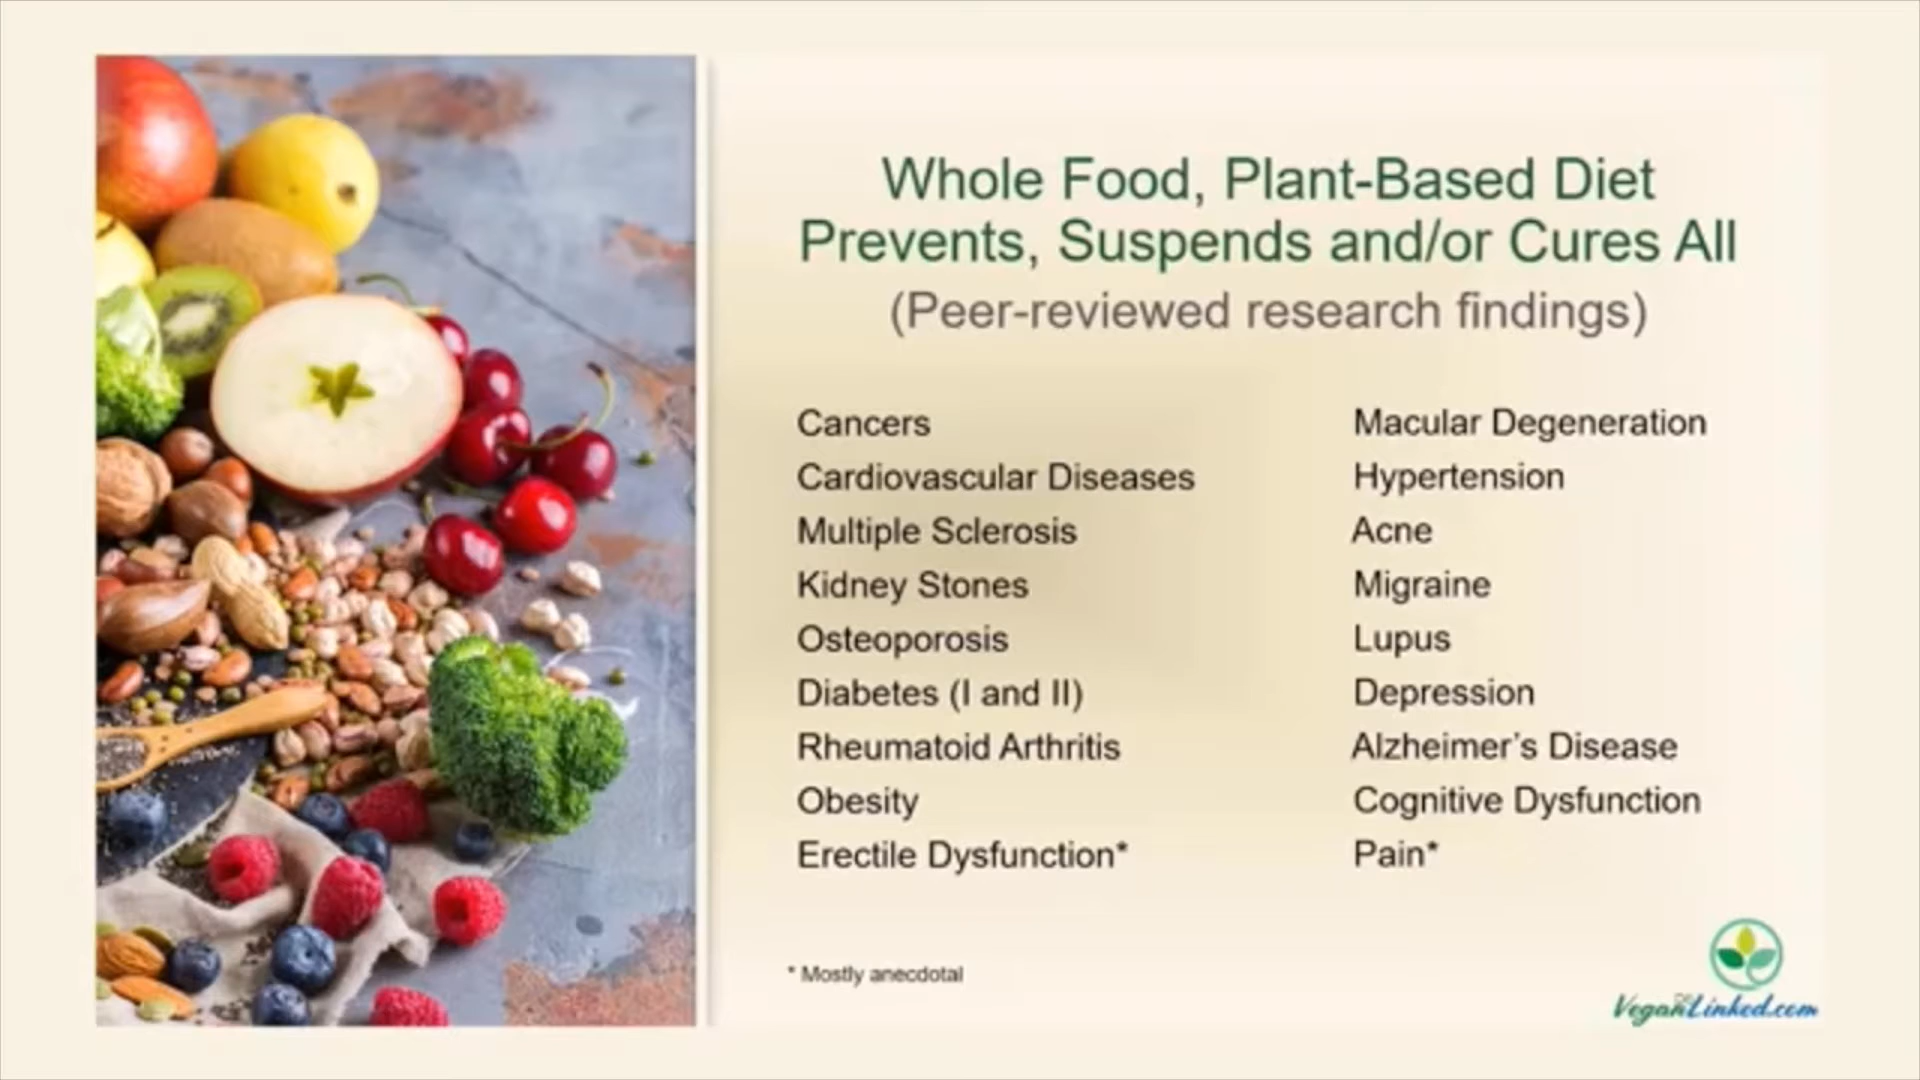 Whole Food, Plant-Based Diet
Prevents, Suspends and/or Cures All
(Peer-reviewed research findings)
Cancers
Cardiovascular Diseases
Multiple Sclerosis
Kidney Stones
Osteoporosis
Diabetes (I and II)
Rheumatoid Arthritis
Obesity
Erectile Dysfunction*
Macular Degeneration
Hypertension
Acne
Migraine
Lupus
Depression
Alzheimer's Disease
Cognitive Dysfunction
Pain*
* Mostly anecdotal
VeganLinked.com